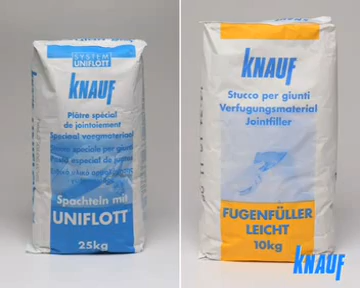 SYSTEM
UNIFLOTT
KNAUF
Plâtre spécial
de jointoiement
Speciaal voegmateriaal
Spachteln mit
UNIFLOTT
25kg
KNAUF
Stucco per giunti
Verfugungsmaterial
Jointfiller
FUGENFÜLLER
LEICHT
10kg
KNAUF